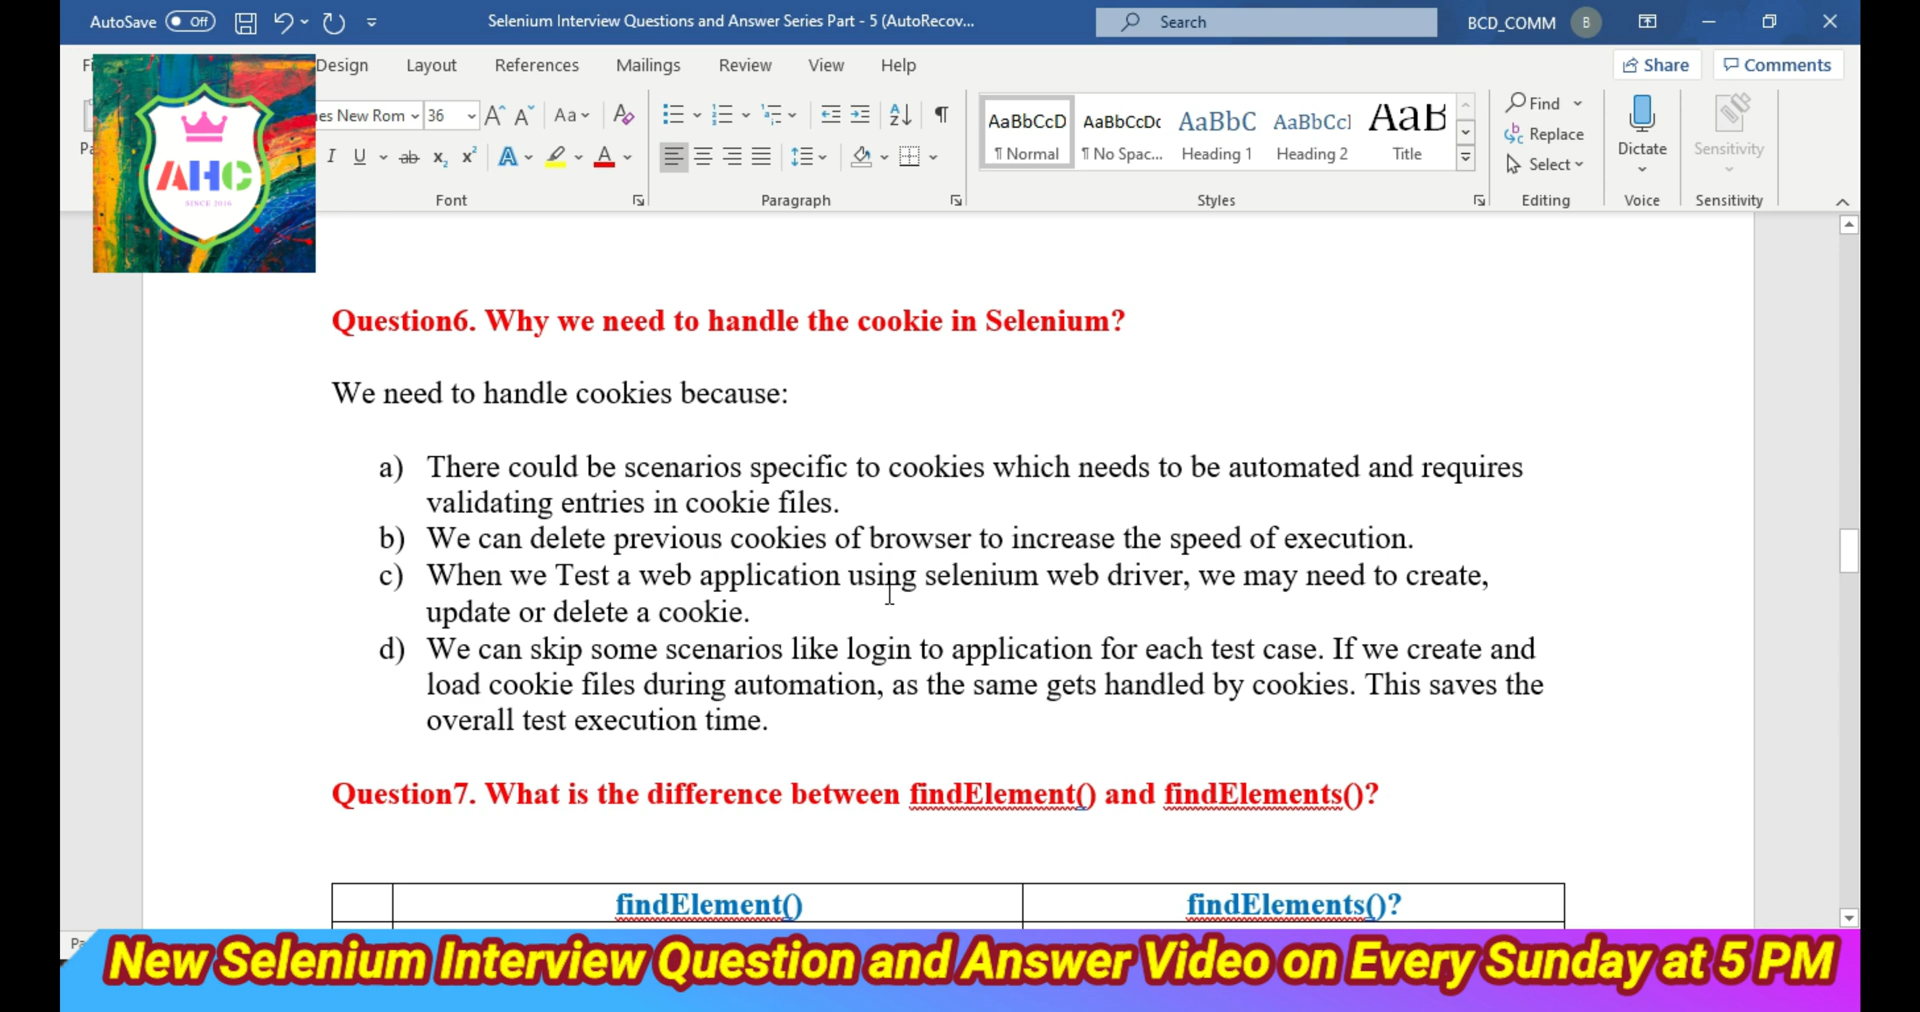 AutoSave Off Selenium Interview Questions and Answer Series Part - 5 (AutoRecov... Search BCD_COMM B
Design Layout References Mailings Review View Help Share Comments
es New Rom 36 Aa AaBbCcD AaBbCcDc AaBbC AaBbCcI AaB Find
Replace
¶ Normal ¶ No Spac... Heading 1 Heading 2 Title Select Dictate Sensitivity
Font Paragraph Styles Editing Voice Sensitivity
AHC
SINCE 2016
Question6. Why we need to handle the cookie in Selenium?
We need to handle cookies because:
a) There could be scenarios specific to cookies which needs to be automated and requires
validating entries in cookie files.
b) We can delete previous cookies of browser to increase the speed of execution.
c) When we Test a web application using selenium web driver, we may need to create,
update or delete a cookie.
d) We can skip some scenarios like login to application for each test case. If we create and
load cookie files during automation, as the same gets handled by cookies. This saves the
overall test execution time.
Question7. What is the difference between findElement() and findElements()?
findElement() findElements()?
New Selenium Interview Question and Answer Video on Every Sunday at 5 PM